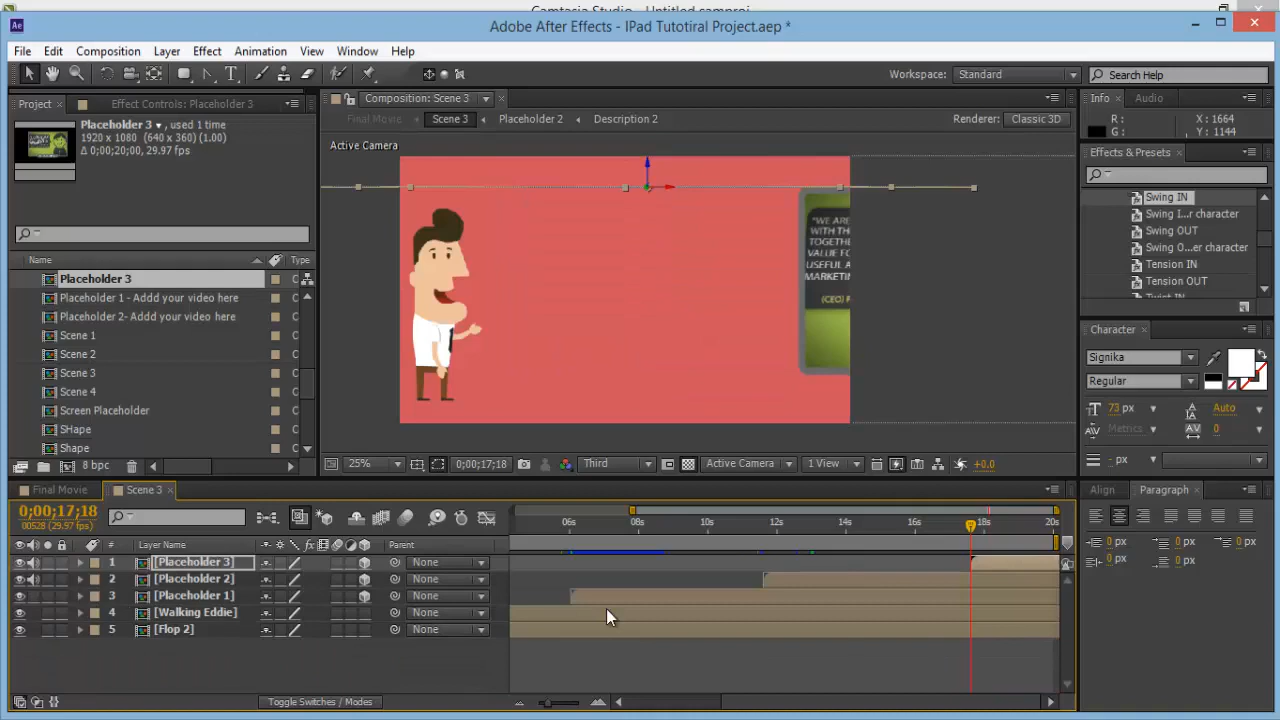 Camtasia Studio - Untitled.camproj
Ae
Adobe After Effects - IPad Tutotiral Project.aep *
File Edit Composition Layer Effect Animation View Window Help
Workspace: Standard
Search Help
Project
Effect Controls: Placeholder 3
Composition: Scene 3
Info
Audio
Placeholder 3 , used 1 time
1920 x 1080 (640 x 360) (1.00)
Δ 0;00;20;00, 29.97 fps
Final Movie Scene 3 Placeholder 2 Description 2
Renderer: Classic 3D
R :
G :
X : 1664
Y : 1144
Active Camera
Effects & Presets
Name
Type
Placeholder 3 C
Placeholder 1 - Addd your video here C
Placeholder 2- Addd your video here C
Scene 1 C
Scene 2 C
Scene 3 C
Scene 4 C
Screen Placeholder C
SHape C
Shape C
8 bpc
"WE ARE
WITH TH
TOGETHE
VALUE FO
USEFUL A
MARKETIN
(CEO) F
Swing IN
Swing I...r character
Swing OUT
Swing O...er character
Tension IN
Tension OUT
Twist IN
Character
Signika
Regular
73 px
Auto
Metrics
0
- px
25%
0;00;17;18
Third
Active Camera
1 View
+0.0
Final Movie
Scene 3
Align
Paragraph
0;00;17;18
00528 (29.97 fps)
06s 08s 10s 12s 14s 16s 18s 20s
# Layer Name
Parent
1 [Placeholder 3] None
2 [Placeholder 2] None
3 [Placeholder 1] None
4 [Walking Eddie] None
5 [Flop 2] None
0 px 0 px 0 px
0 px 0 px
Toggle Switches / Modes